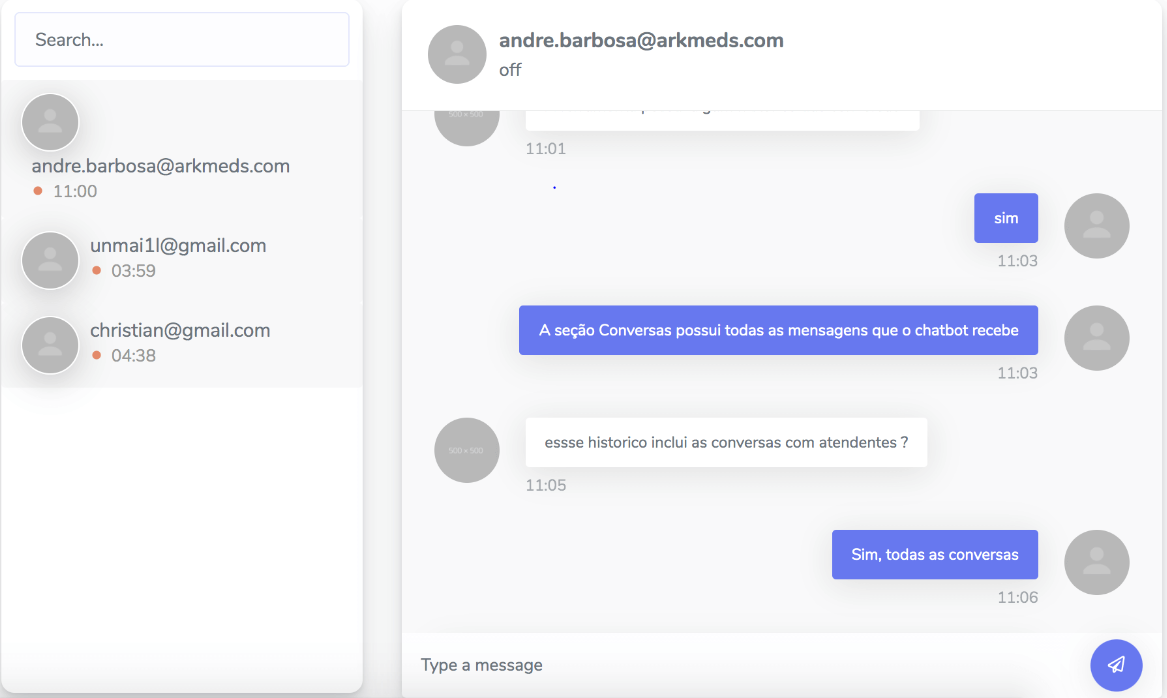 Search...
andre.barbosa@arkmeds.com
11:00
unmai1l@gmail.com
03:59
christian@gmail.com
04:38
andre.barbosa@arkmeds.com
off
500 x 500
11:01
sim
11:03
A seção Conversas possui todas as mensagens que o chatbot recebe
11:03
500 x 500
essse historico inclui as conversas com atendentes ?
11:05
Sim, todas as conversas
11:06
Type a message